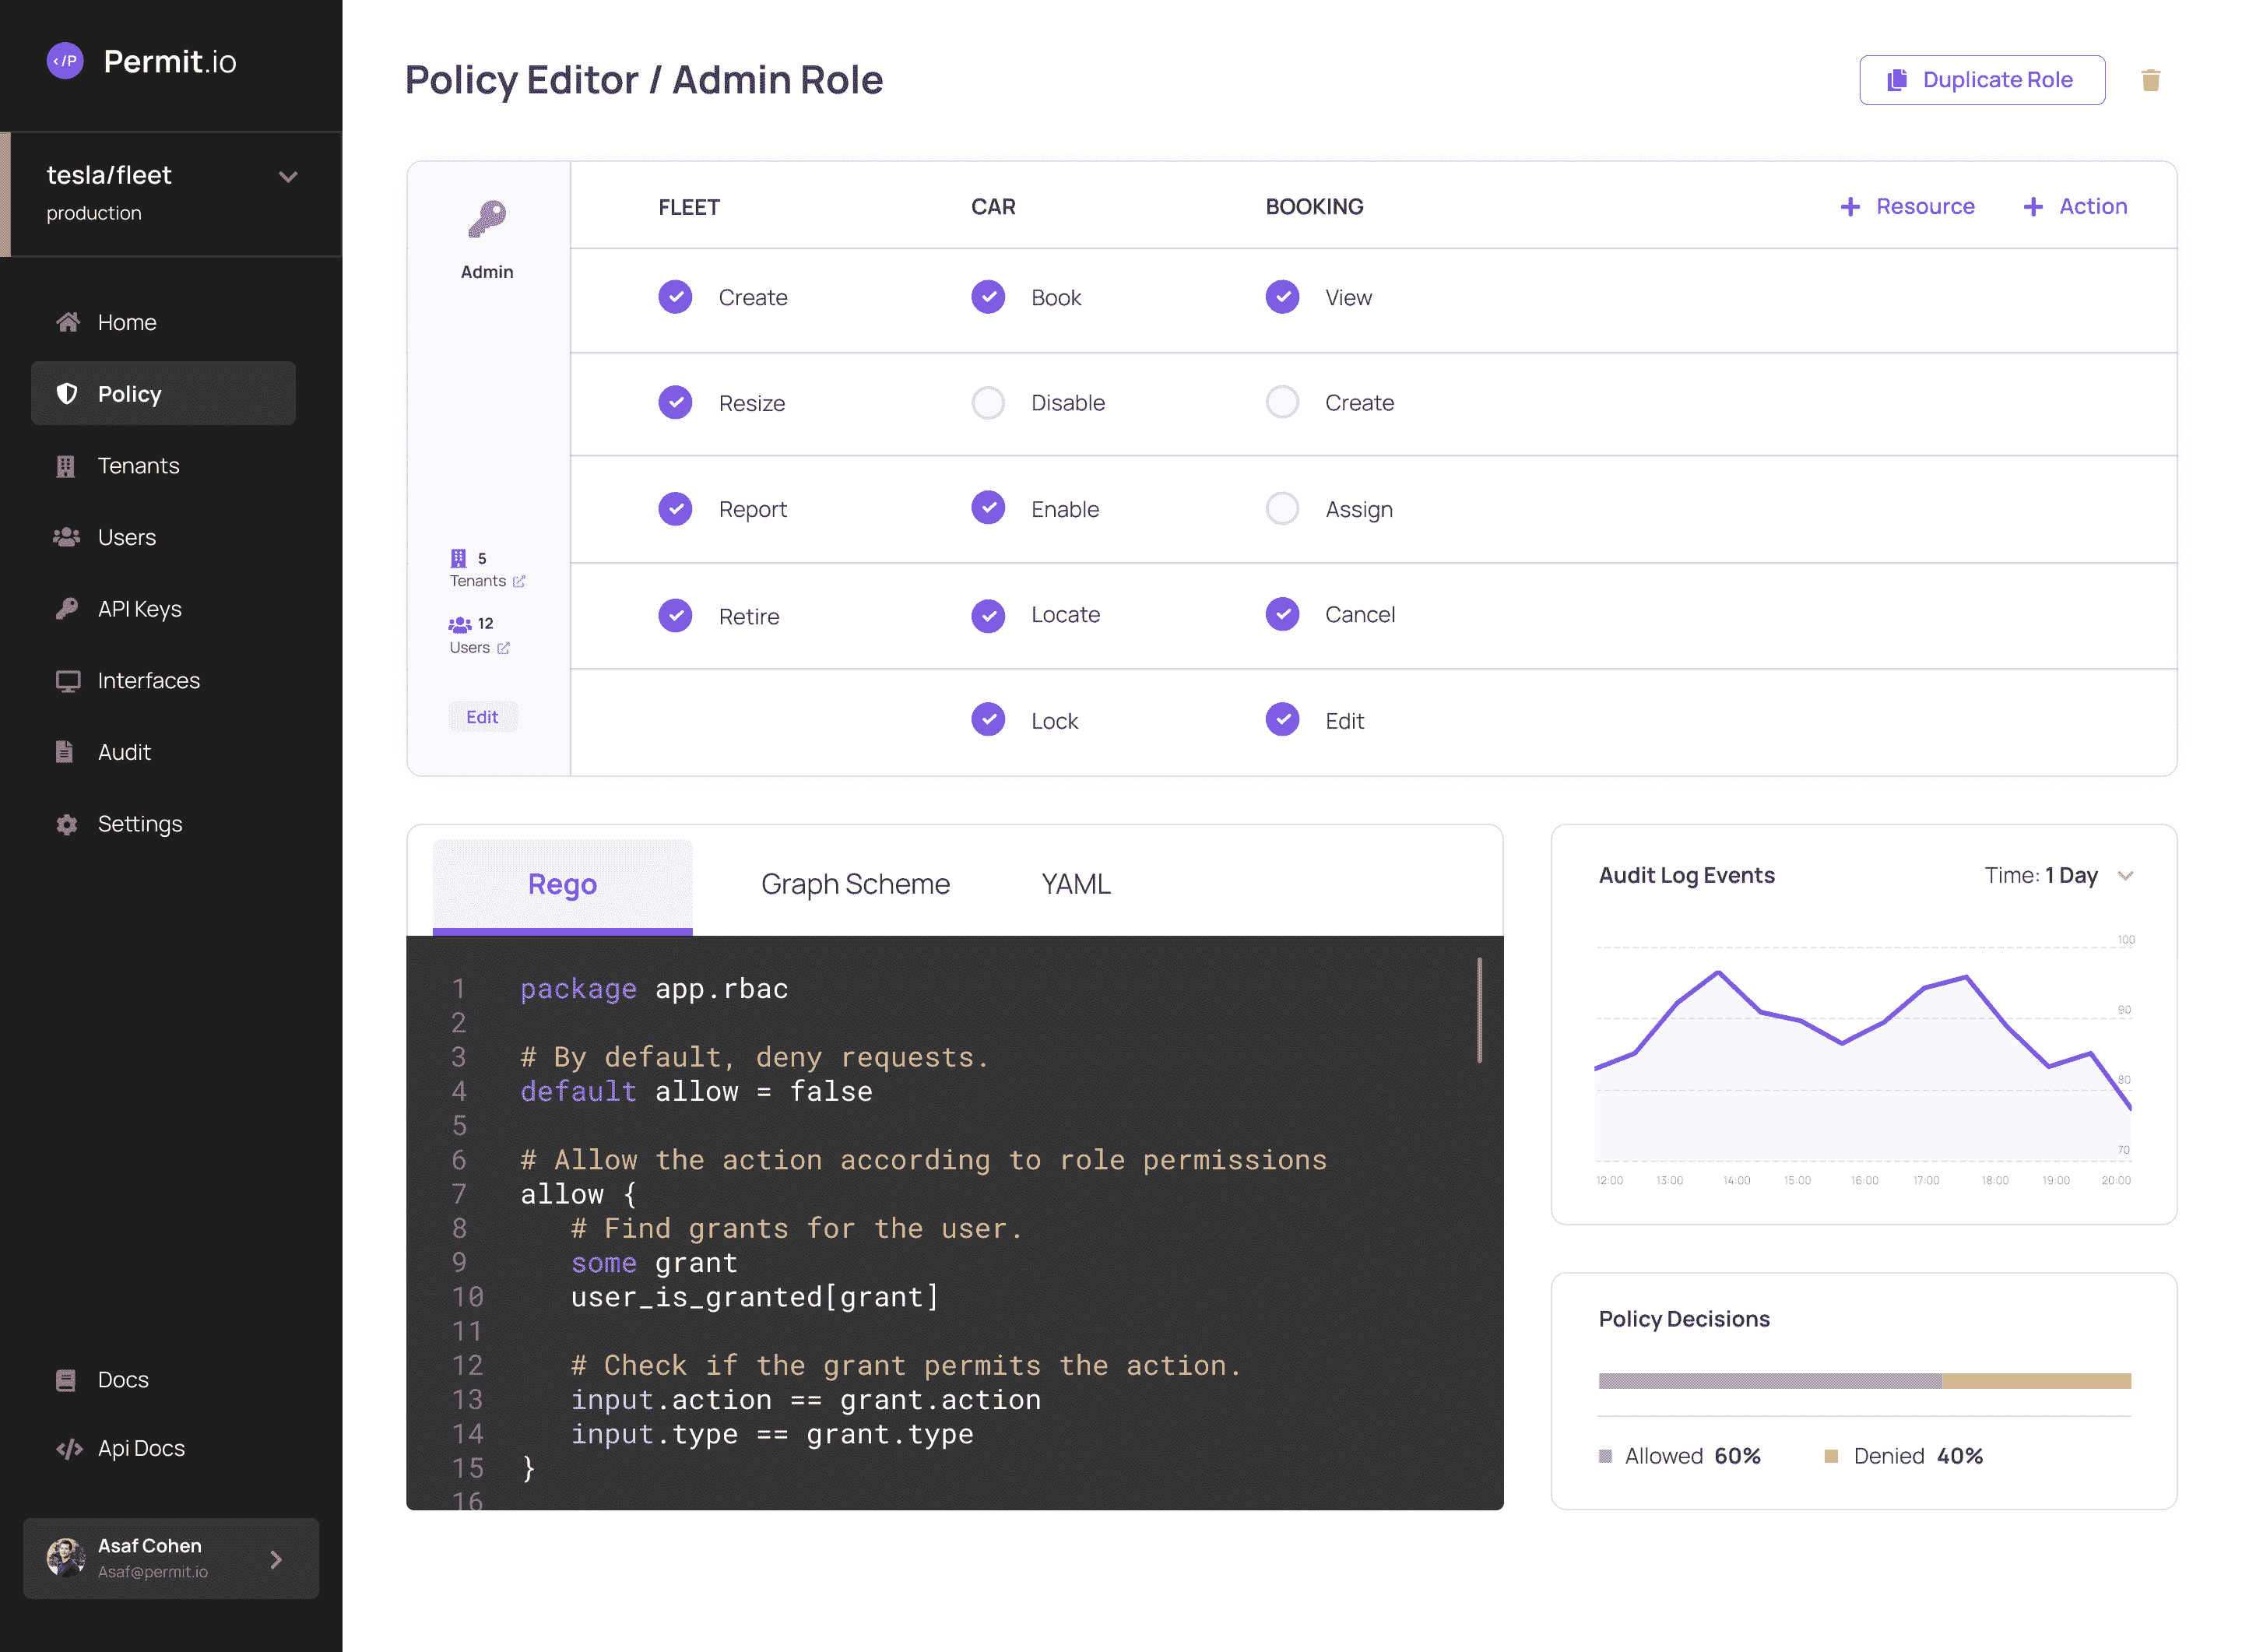 </P Permit.io
tesla/fleet
production
Home
Policy
Tenants
Users
API Keys
Interfaces
Audit
Settings
Docs
Api Docs
Asaf Cohen
Asaf@permit.io
Policy Editor / Admin Role
Duplicate Role
Admin
5
Tenants
12
Users
Edit
FLEET CAR BOOKING + Resource + Action
Create Book View
Resize Disable Create
Report Enable Assign
Retire Locate Cancel
Lock Edit
Rego Graph Scheme YAML
1 package app.rbac
2
3 # By default, deny requests.
4 default allow = false
5
6 # Allow the action according to role permissions
7 allow {
8 # Find grants for the user.
9 some grant
10 user_is_granted[grant]
11
12 # Check if the grant permits the action.
13 input.action == grant.action
14 input.type == grant.type
15 }
16
Audit Log Events Time: 1 Day
100
90
80
70
12:00 13:00 14:00 15:00 16:00 17:00 18:00 19:00 20:00
Policy Decisions
Allowed 60% Denied 40%